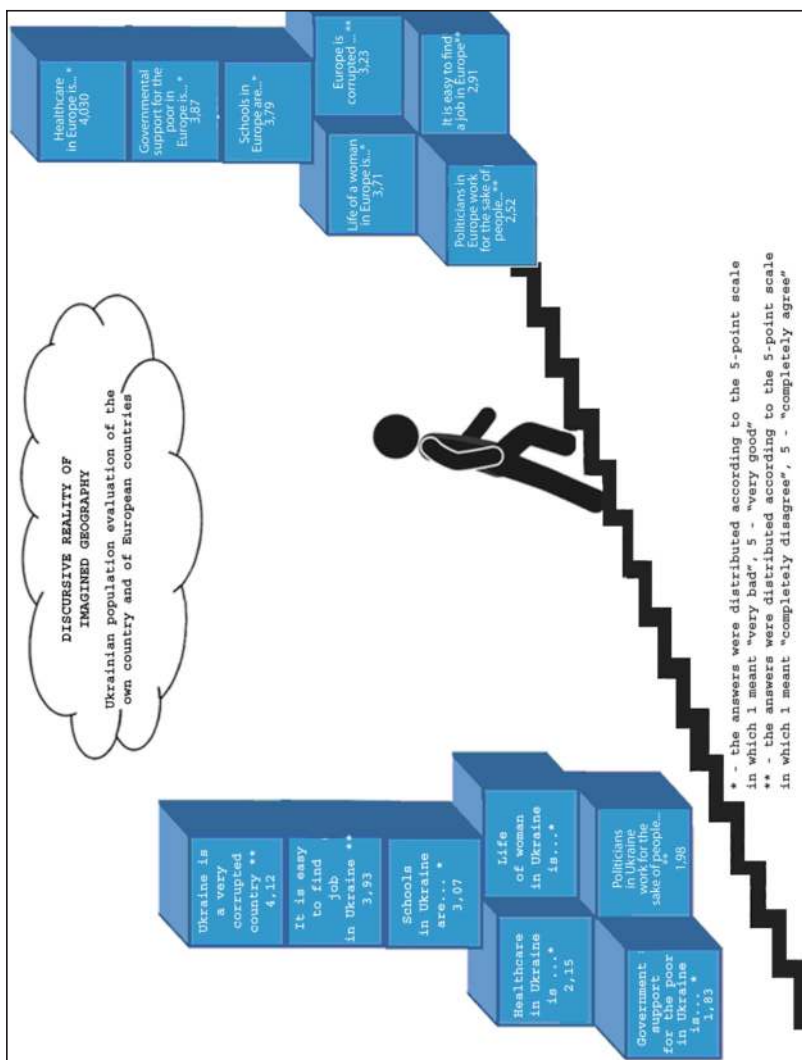 DISCURSIVE REALITY OF
IMAGINED GEOGRAPHY
Ukrainian population evaluation of the
own country and of European countries
Ukraine is
a very
corrupted
country **
4,12
It is easy
to find
job
in Ukraine **
3,93
Schools
in Ukraine
are... *
3,07
Life
of woman
in Ukraine
is...*
Healthcare
in Ukraine
is ...*
2,15
Politicians
in Ukraine
work for the
sake of people...
**
1,98
Government
support
for the poor
in Ukraine
is... *
1,83
Healthcare
in Europe is... *
4,030
Governmental
support for the
poor in
Europe is... *
3,87
Schools in
Europe are...*
3,79
Europe is
corrupted ... **
3,23
Life of a woman
in Europe is...*
3,71
It is easy to find
a job in Europe**
2,91
Politicians in
Europe work
for the sake of
people...**
2,52
* - the answers were distributed according to the 5-point scale
in which 1 meant "very bad", 5 - "very good"
** - the answers were distributed according to the 5-point scale
in which 1 meant "completely disagree", 5 - "completely agree"